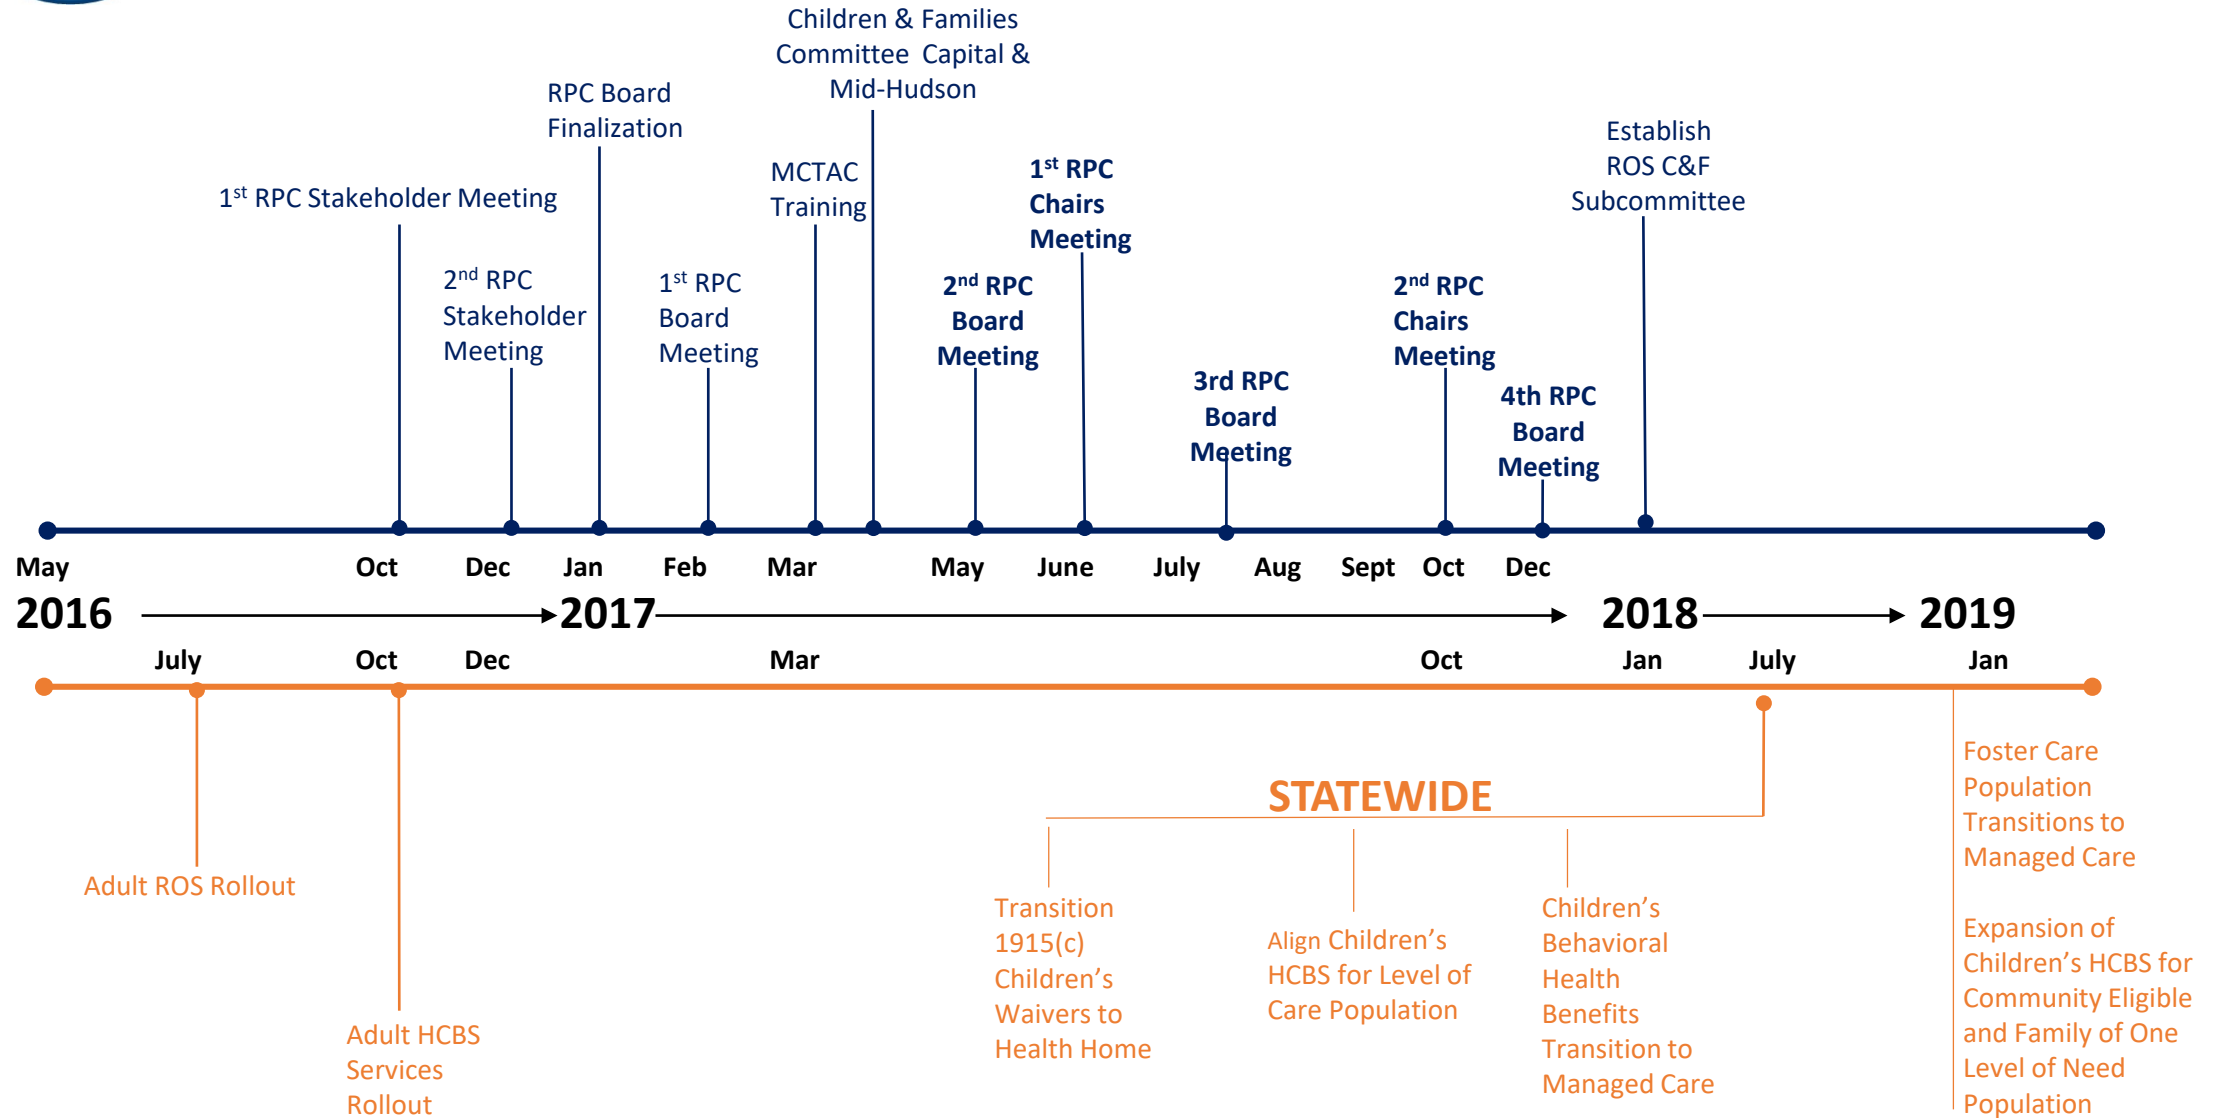 Children & Families
Committee Capital &
Mid-Hudson
RPC Board
Finalization
1st RPC Stakeholder Meeting
2nd RPC
Stakeholder
Meeting
1st RPC
Board
Meeting
MCTAC
Training
2nd RPC
Board
Meeting
1st RPC
Chairs
Meeting
3rd RPC
Board
Meeting
2nd RPC
Chairs
Meeting
4th RPC
Board
Meeting
Establish
ROS C&F
Subcommittee
May Oct Dec Jan Feb Mar May June July Aug Sept Oct Dec
2016 2017 2018 2019
July Oct Dec Mar Oct Jan July Jan
Adult ROS Rollout
Adult HCBS
Services
Rollout
STATEWIDE
Transition
1915(c)
Children’s
Waivers to
Health Home
Align Children’s
HCBS for Level of
Care Population
Children’s
Behavioral
Health
Benefits
Transition to
Managed Care
Foster Care
Population
Transitions to
Managed Care
Expansion of
Children’s HCBS for
Community Eligible
and Family of One
Level of Need
Population